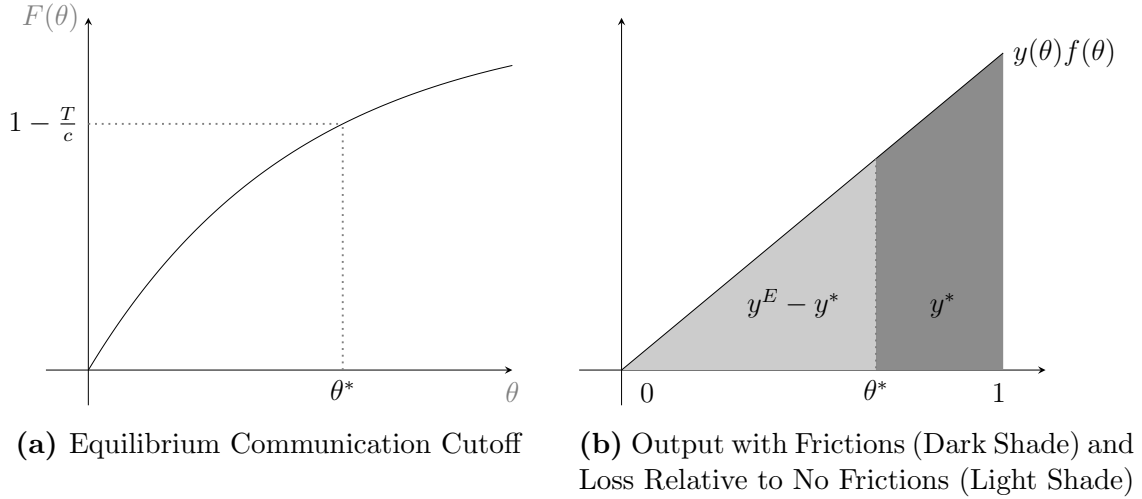 F(θ)
1 − T/c
θ*
θ
(a) Equilibrium Communication Cutoff
y(θ)f(θ)
y^E − y*
y*
0
θ*
1
(b) Output with Frictions (Dark Shade) and
Loss Relative to No Frictions (Light Shade)